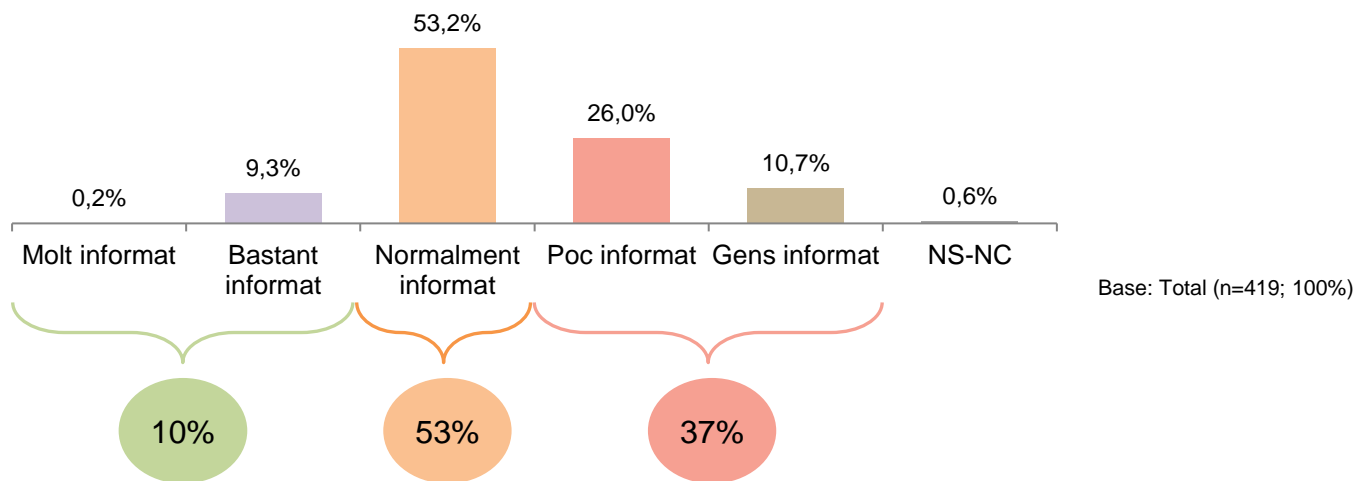 53,2%
26,0%
9,3%
10,7%
0,2%
0,6%
Molt informat
Bastant
informat
Normalment
informat
Poc informat
Gens informat
NS-NC
Base: Total (n=419; 100%)
10%
53%
37%